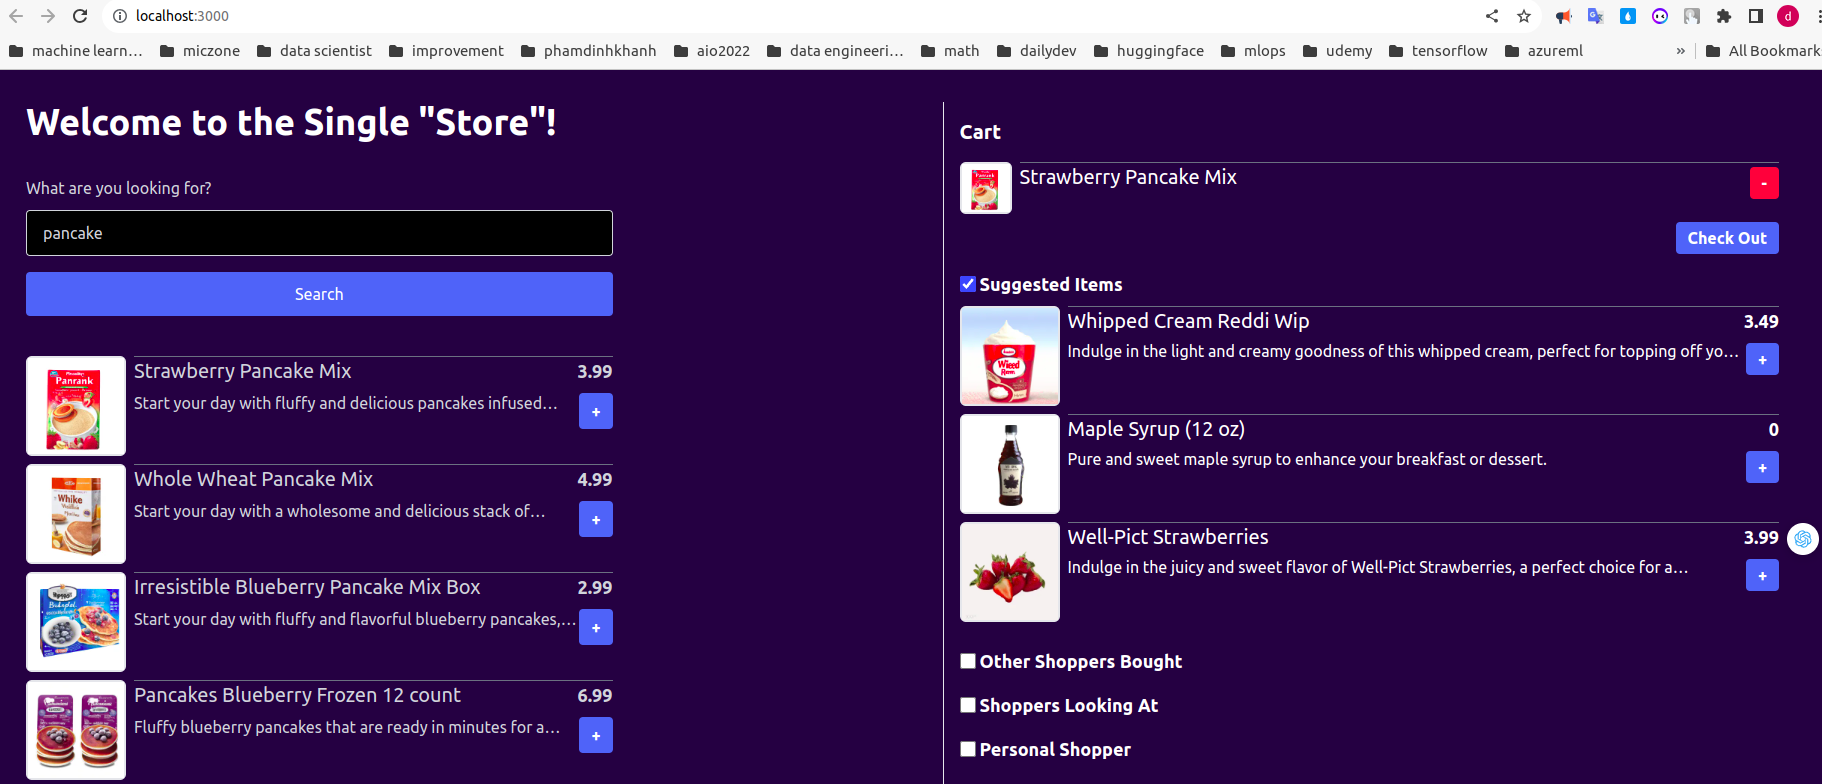 localhost:3000
machine learn…
miczone
data scientist
improvement
phamdinhkhanh
aio2022
data engineeri…
math
dailydev
huggingface
mlops
udemy
tensorflow
azureml
»
All Bookmark
d
Welcome to the Single "Store"!
What are you looking for?
pancake
Search
Strawberry Pancake Mix 3.99
Start your day with fluffy and delicious pancakes infused…
+
Whole Wheat Pancake Mix 4.99
Start your day with a wholesome and delicious stack of…
+
Irresistible Blueberry Pancake Mix Box 2.99
Start your day with fluffy and flavorful blueberry pancakes,…
+
Pancakes Blueberry Frozen 12 count 6.99
Fluffy blueberry pancakes that are ready in minutes for a…
+
Cart
Strawberry Pancake Mix
-
Check Out
Suggested Items
Whipped Cream Reddi Wip 3.49
Indulge in the light and creamy goodness of this whipped cream, perfect for topping off yo…
+
Maple Syrup (12 oz) 0
Pure and sweet maple syrup to enhance your breakfast or dessert.
+
Well-Pict Strawberries 3.99
Indulge in the juicy and sweet flavor of Well-Pict Strawberries, a perfect choice for a…
+
Other Shoppers Bought
Shoppers Looking At
Personal Shopper